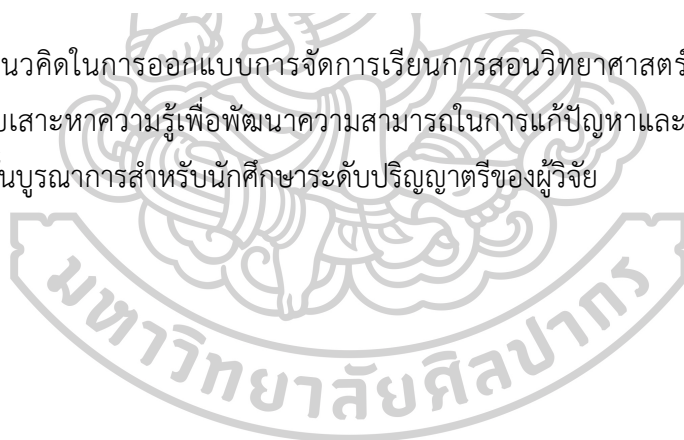 นวคิดในการออกแบบการจัดการเรียนการสอนวิทยาศาสตร์
เสาะหาความรู้เพื่อพัฒนาความสามารถในการแก้ปัญหาและ
บูรณาการสำหรับนักศึกษาระดับปริญญาตรีของผู้วิจัย
มหาวิทยาลัยศิลปากร